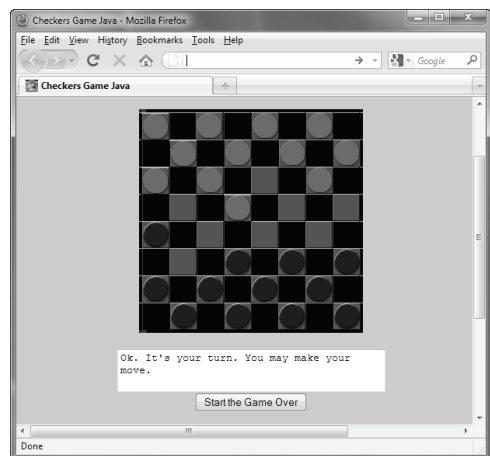 Checkers Game Java - Mozilla Firefox
File Edit View History Bookmarks Tools Help
Google
Checkers Game Java
Ok. It's your turn. You may make your
move.
Start the Game Over
Done